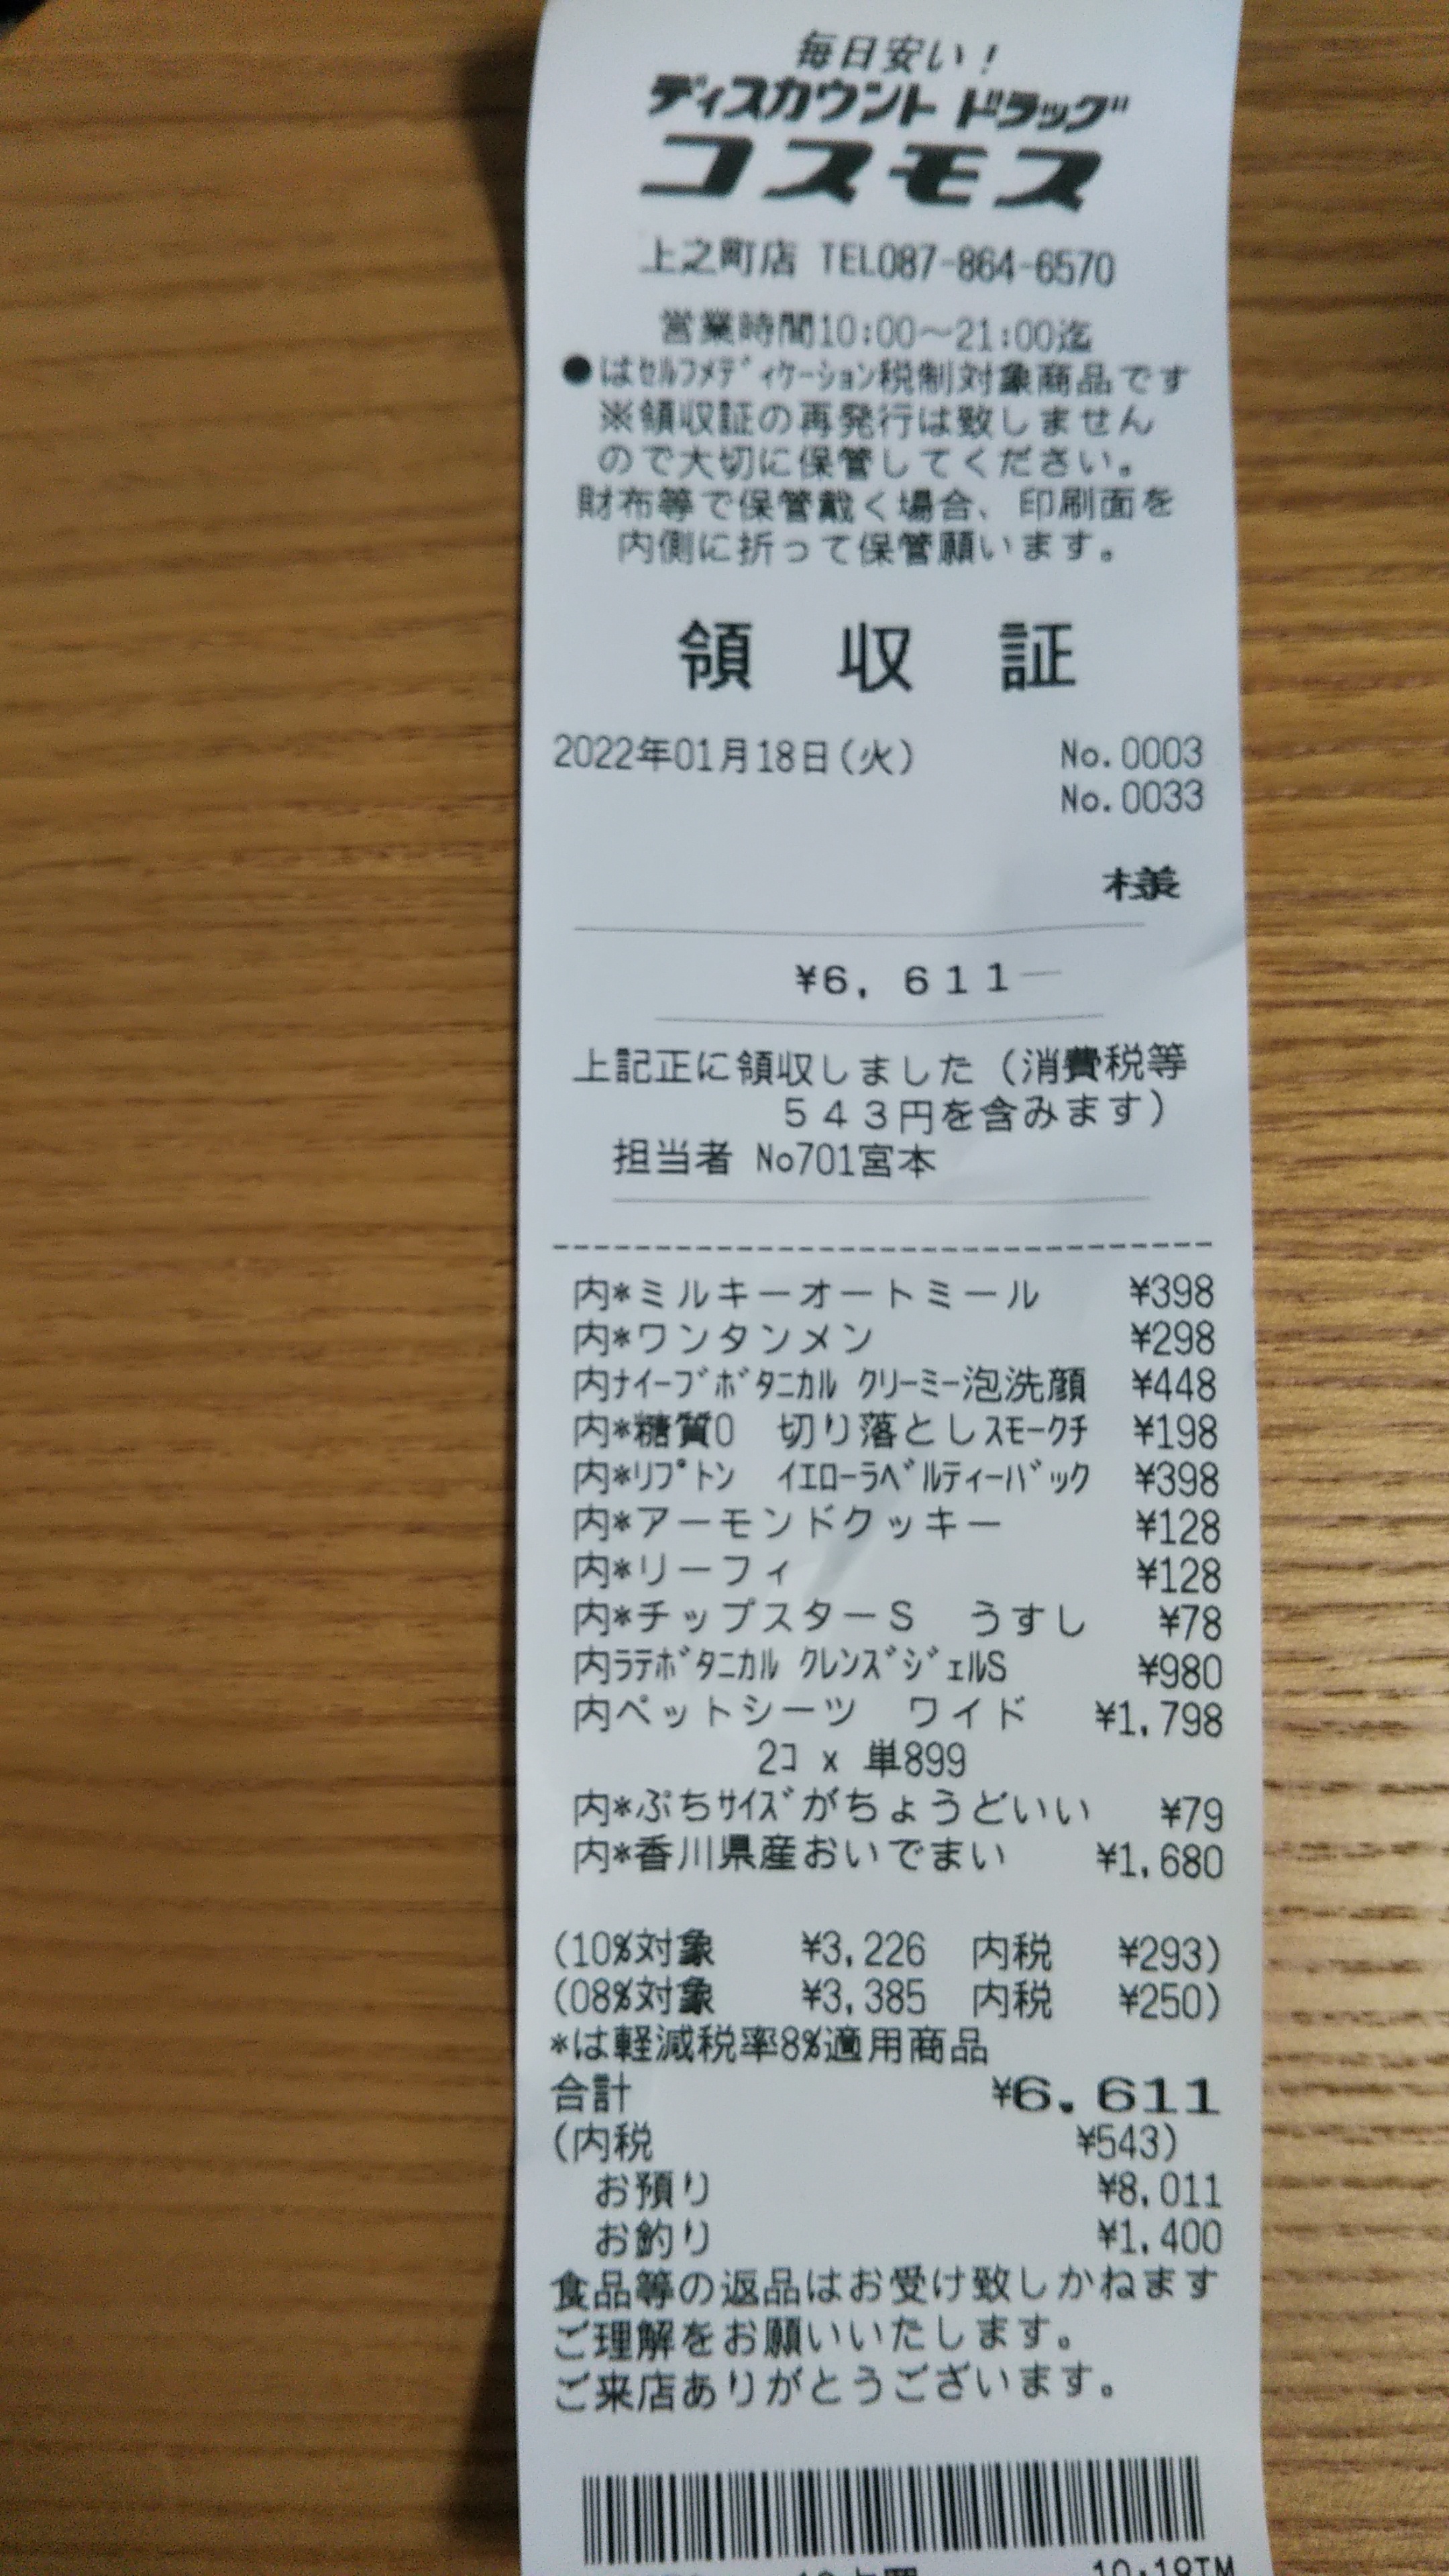 毎日安い!
ディスカウント ドラッグ
コスモス
上之町店 TEL087-864-6570
営業時間10:00〜21:00迄
●はｾﾙﾌﾒﾃﾞｨｹｰｼｮﾝ税制対象商品です
※領収証の再発行は致しません
ので大切に保管してください。
財布等で保管戴く場合、印刷面を
内側に折って保管願います。
領 収 証
2022年01月18日(火) No.0003
No.0033
様
¥6,611－
上記正に領収しました(消費税等
543円を含みます)
担当者 No701宮本
内*ミルキーオートミール ¥398
内*ワンタンメン ¥298
内ﾅｲｰﾌﾞﾎﾞﾀﾆｶﾙ ｸﾘｰﾐｰ泡洗顔 ¥448
内*糖質0 切り落としｽﾓｰｸﾁ ¥198
内*ﾘﾌﾟﾄﾝ ｲｴﾛｰﾗﾍﾞﾙﾃｨｰﾊﾞｯｸ ¥398
内*アーモンドクッキー ¥128
内*リーフィ ¥128
内*チップスターS うすし ¥78
内ﾗﾃﾎﾞﾀﾆｶﾙ ｸﾚﾝｽﾞｼﾞｪﾙS ¥980
内ペットシーツ ワイド ¥1,798
2ｺ x 単899
内*ぷちｻｲｽﾞがちょうどいい ¥79
内*香川県産おいでまい ¥1,680
(10%対象 ¥3,226 内税 ¥293)
(08%対象 ¥3,385 内税 ¥250)
*は軽減税率8%適用商品
合計 ¥6,611
(内税 ¥543)
お預り ¥8,011
お釣り ¥1,400
食品等の返品はお受け致しかねます
ご理解をお願いいたします。
ご来店ありがとうございます。